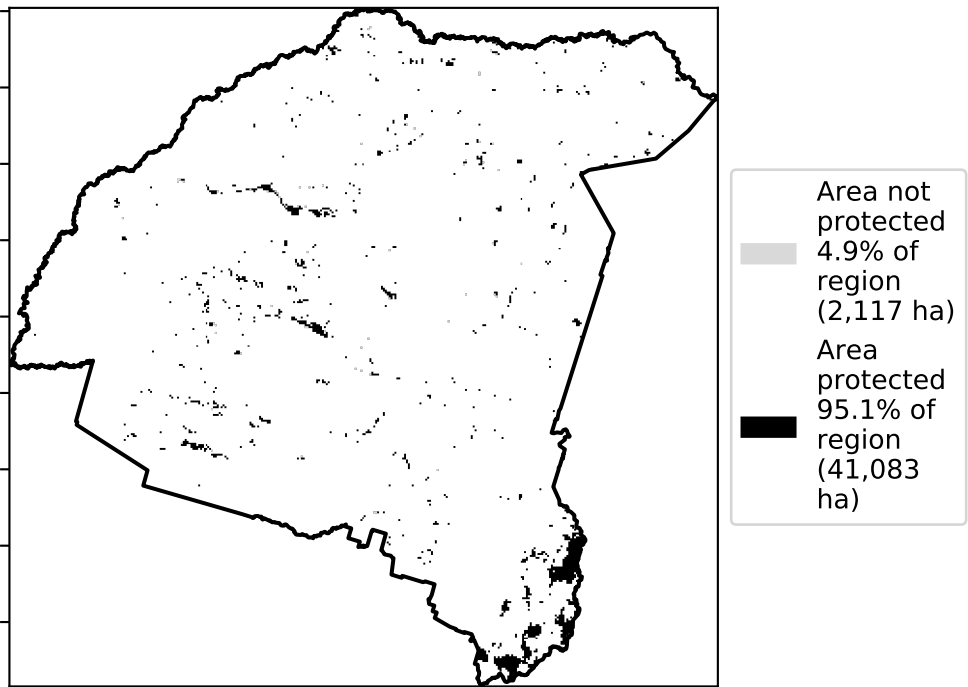 Area not
protected
4.9% of
region
(2,117 ha)
Area
protected
95.1% of
region
(41,083
ha)